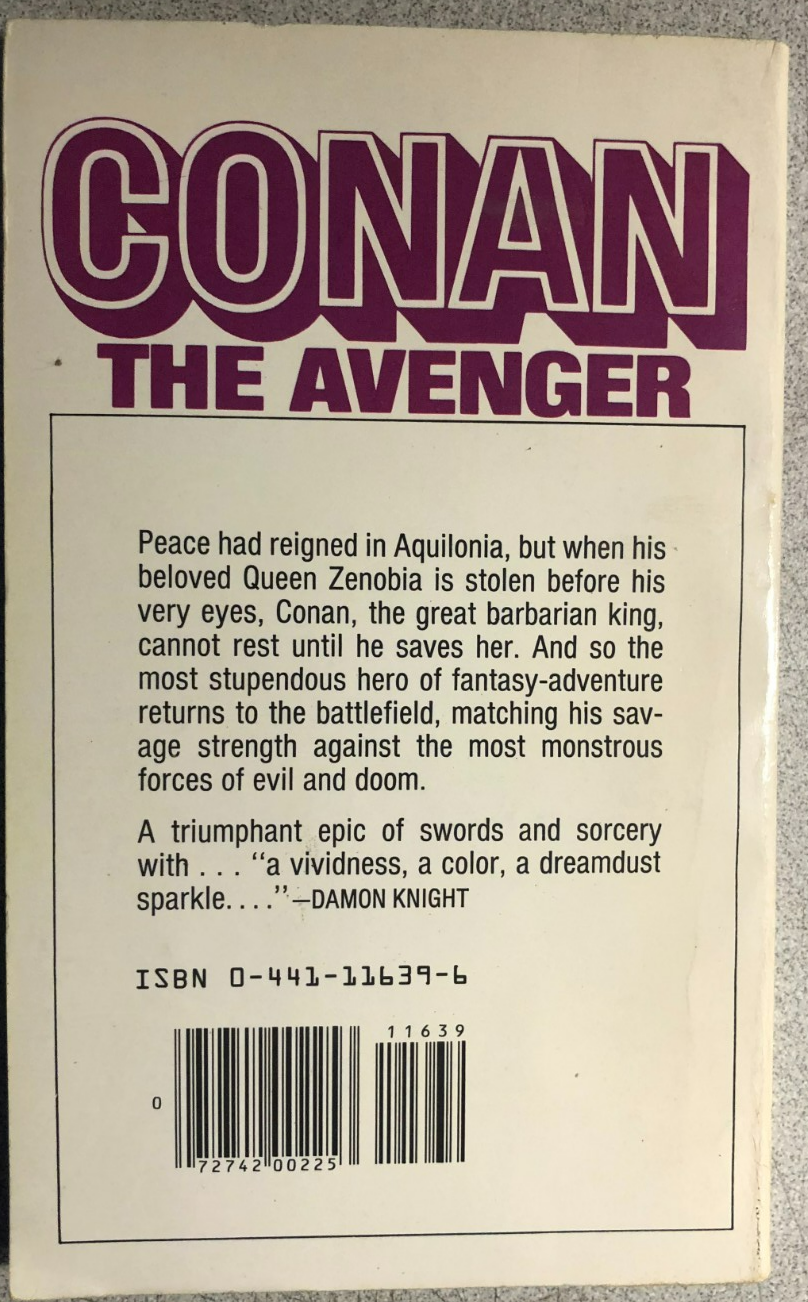 CONAN
THE AVENGER
Peace had reigned in Aquilonia, but when his
beloved Queen Zenobia is stolen before his
very eyes, Conan, the great barbarian king,
cannot rest until he saves her. And so the
most stupendous hero of fantasy-adventure
returns to the battlefield, matching his sav-
age strength against the most monstrous
forces of evil and doom.
A triumphant epic of swords and sorcery
with . . . “a vividness, a color, a dreamdust
sparkle. . . .”—DAMON KNIGHT
ISBN 0-441-11639-6
11639
0
72742 00225